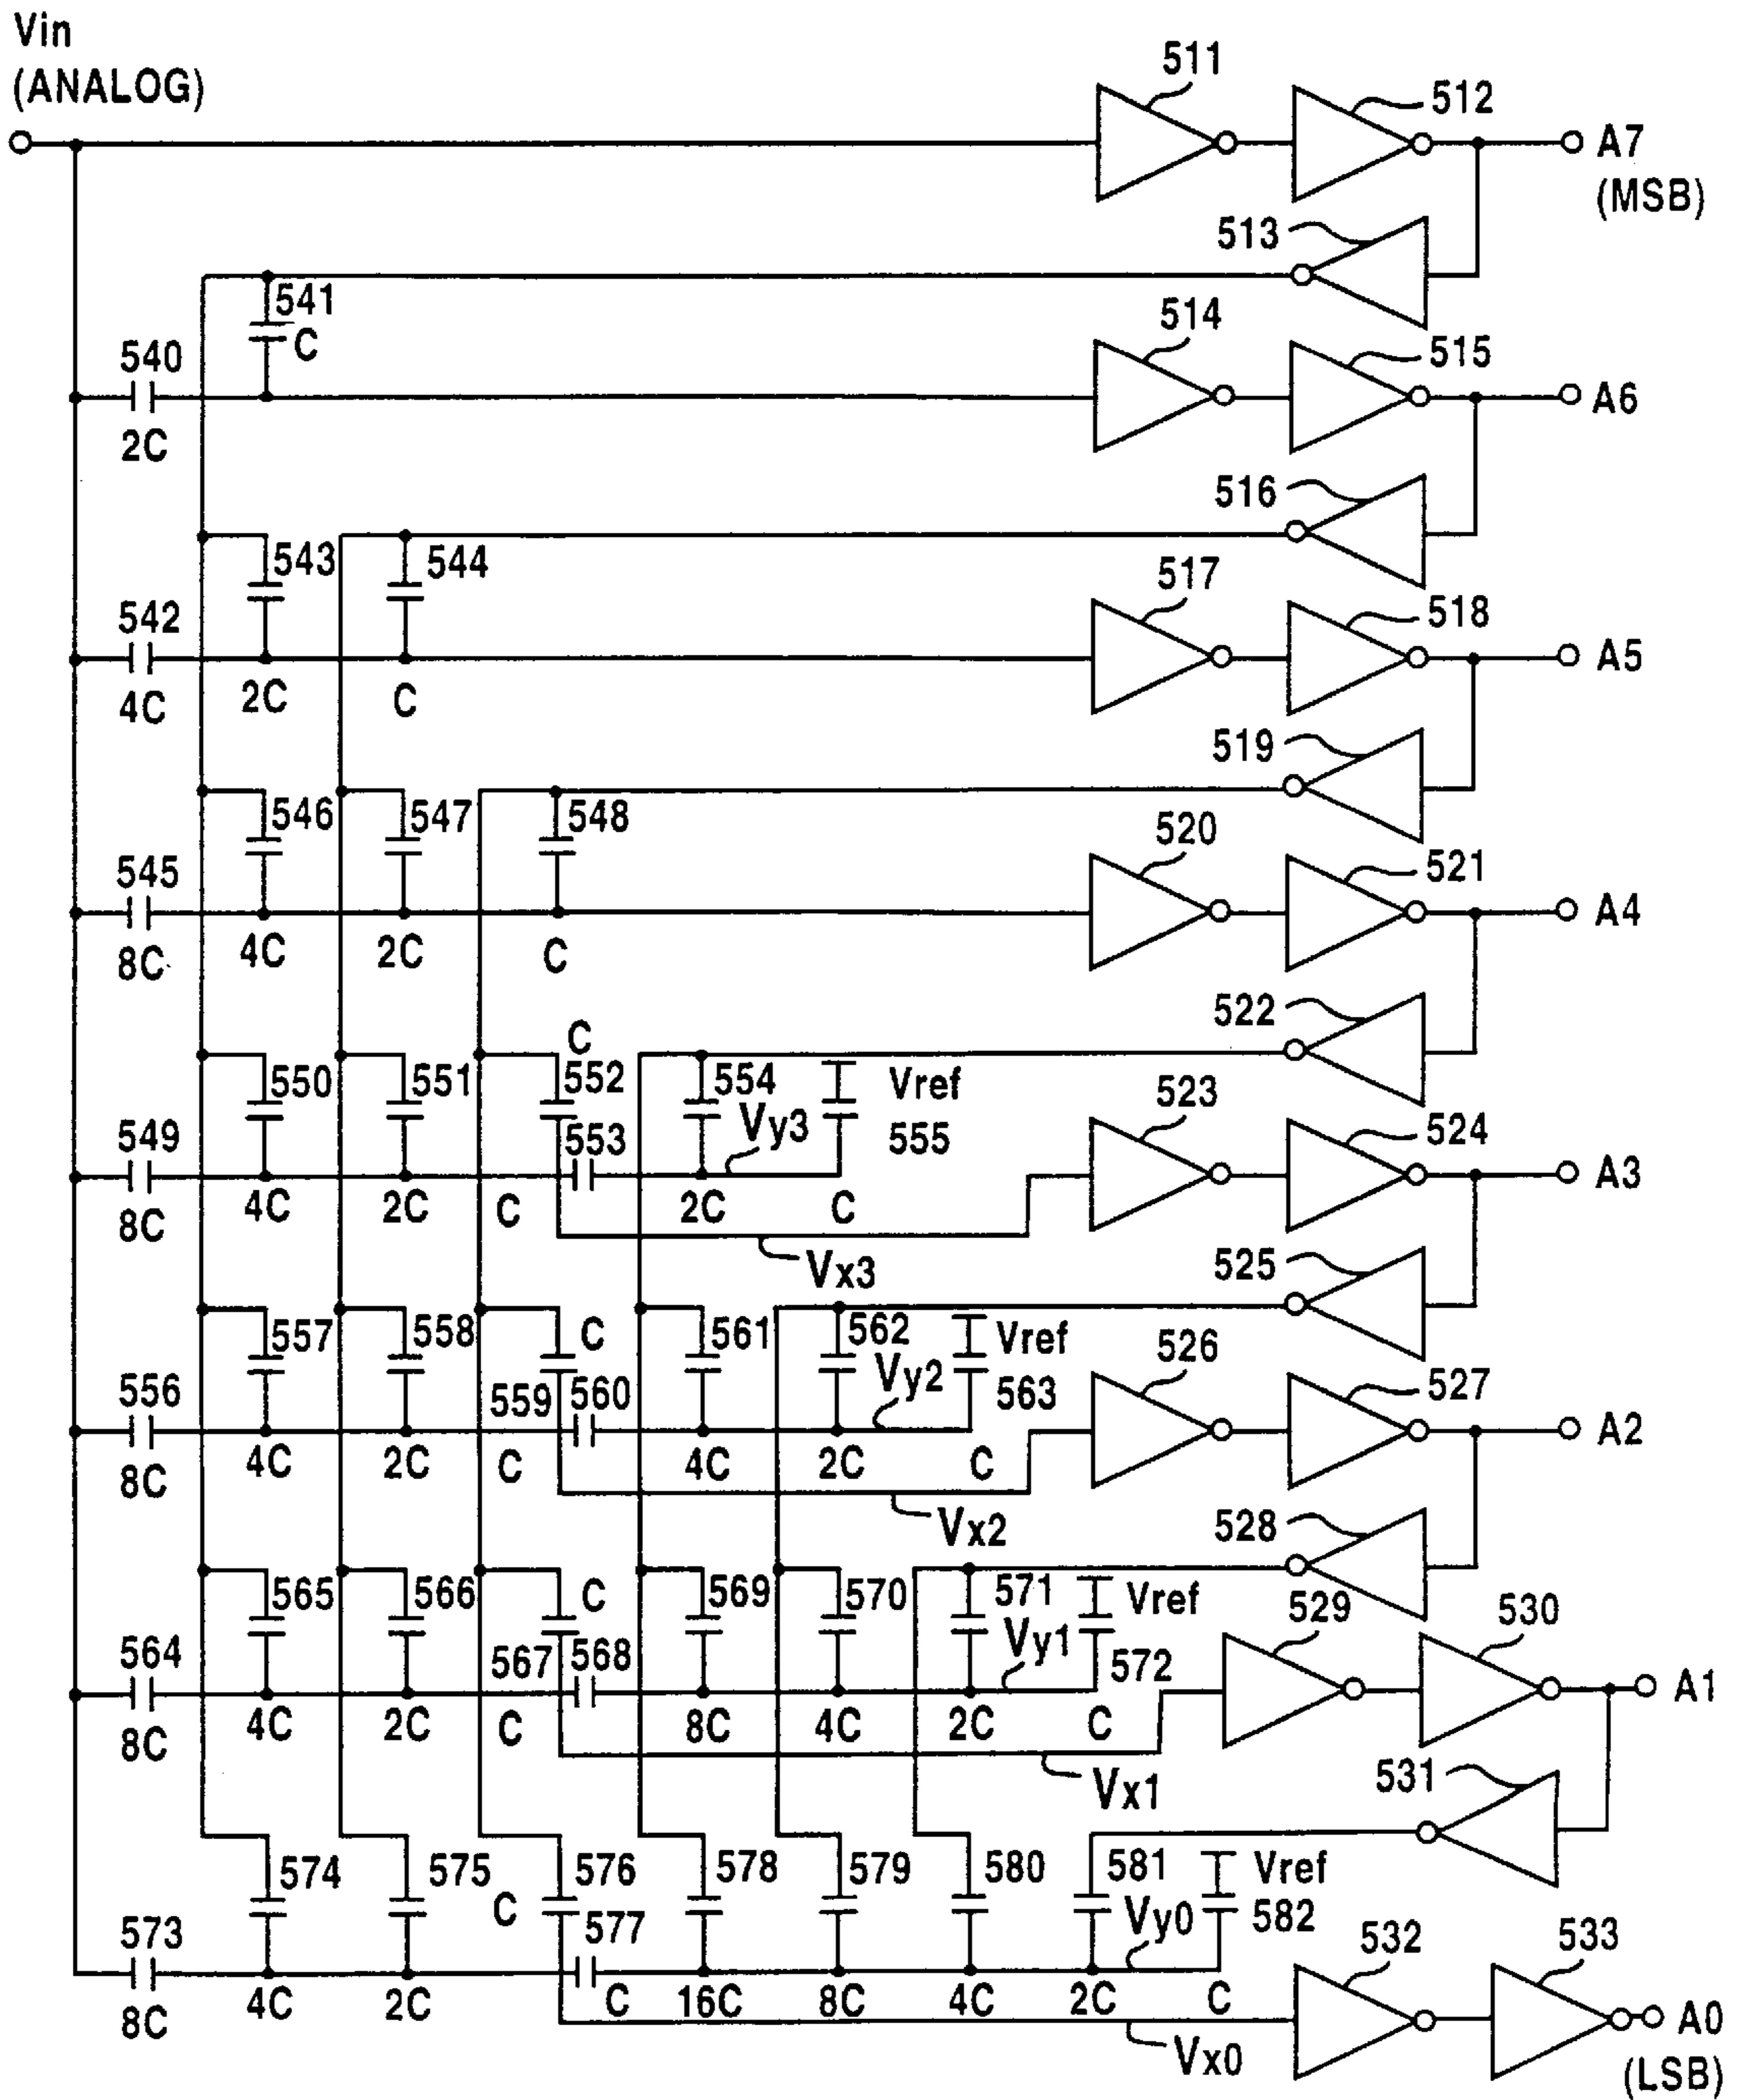 Vin
(ANALOG)
511
512
A7
(MSB)
513
541
C
514
515
540
A6
2C
516
543
544
517
518
542
A5
4C
2C
C
519
546
547
548
520
521
545
A4
8C
4C
2C
C
522
C
550
551
552
554
Vref
523
524
549
553
Vy3
555
A3
8C
4C
2C
C
2C
C
Vx3
525
557
558
C
561
562
Vref
526
527
556
559
560
Vy2
563
A2
8C
4C
2C
C
4C
2C
C
Vx2
528
565
566
C
569
570
571
Vref
529
530
564
567
568
Vy1
572
A1
8C
4C
2C
C
8C
4C
2C
C
Vx1
531
574
575
576
578
579
580
581
Vref
C
577
Vy0
582
573
532
533
8C
4C
2C
C
16C
8C
4C
2C
C
A0
(LSB)
Vx0